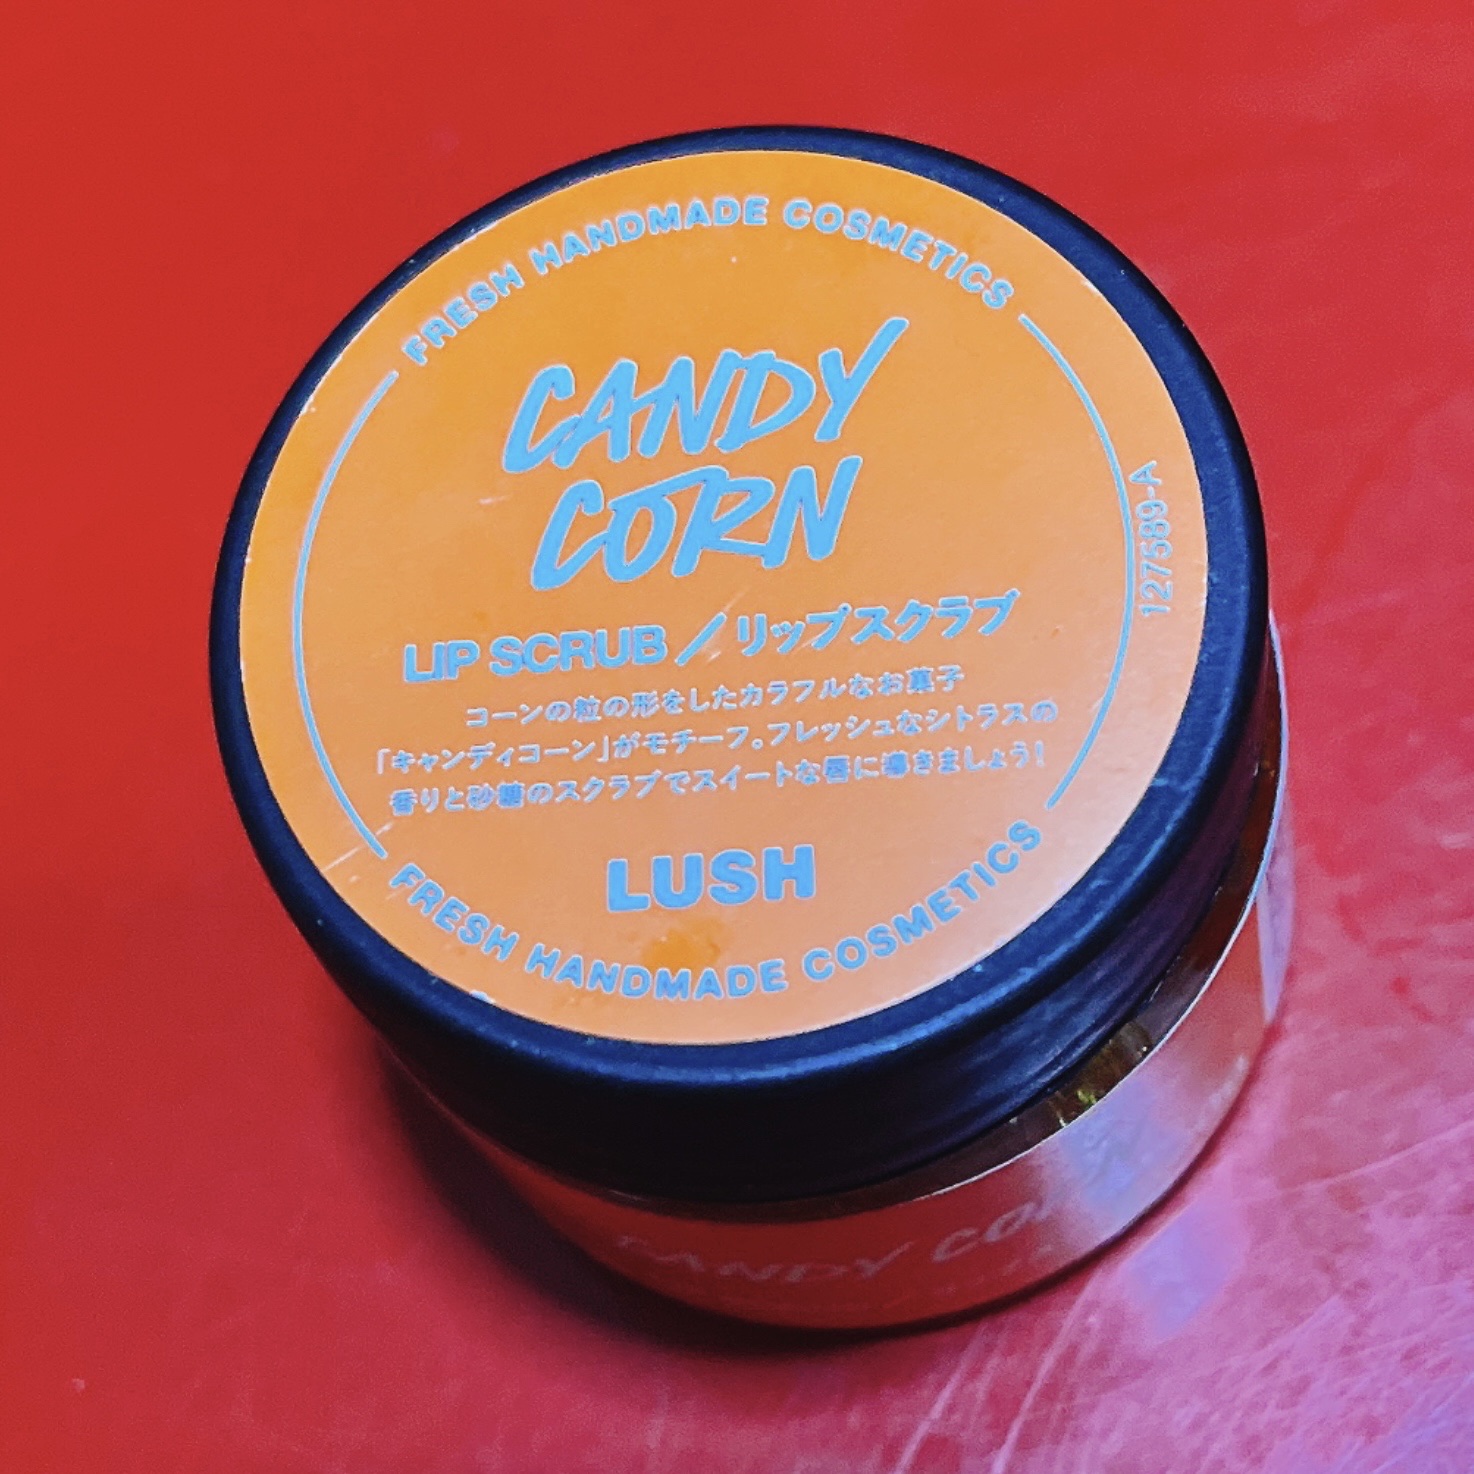 FRESH HANDMADE COSMETICS
CANDY
CORN
LIP SCRUB／リップスクラブ
コーンの粒の形をしたカラフルなお菓子
「キャンディコーン」がモチーフ。フレッシュなシトラスの
香りと砂糖のスクラブでスイートな唇に導きましょう！
LUSH
FRESH HANDMADE COSMETICS
127589-A
CANDY